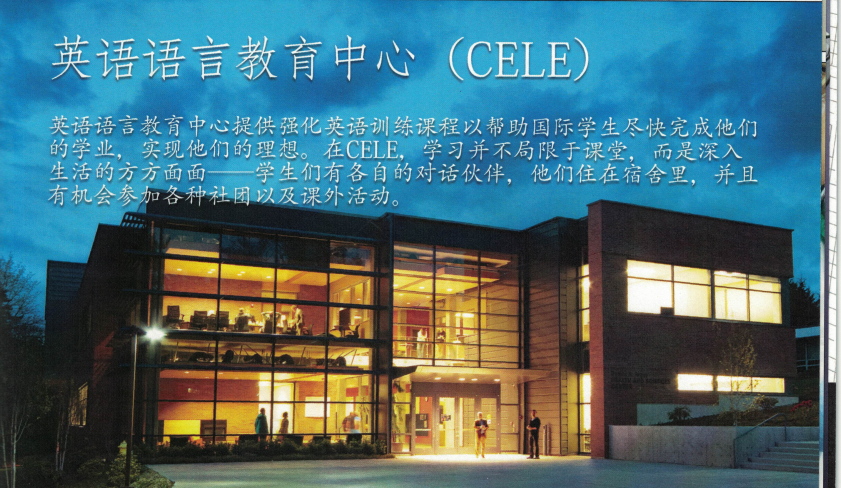 英语语言教育中心（CELE）
英语语言教育中心提供强化英语训练课程以帮助国际学生尽快完成他们
的学业，实现他们的理想。在CELE，学习并不局限于课堂，而是深入
生活的方方面面——学生们有各自的对话伙伴，他们住在宿舍里，并且
有机会参加各种社团以及课外活动。